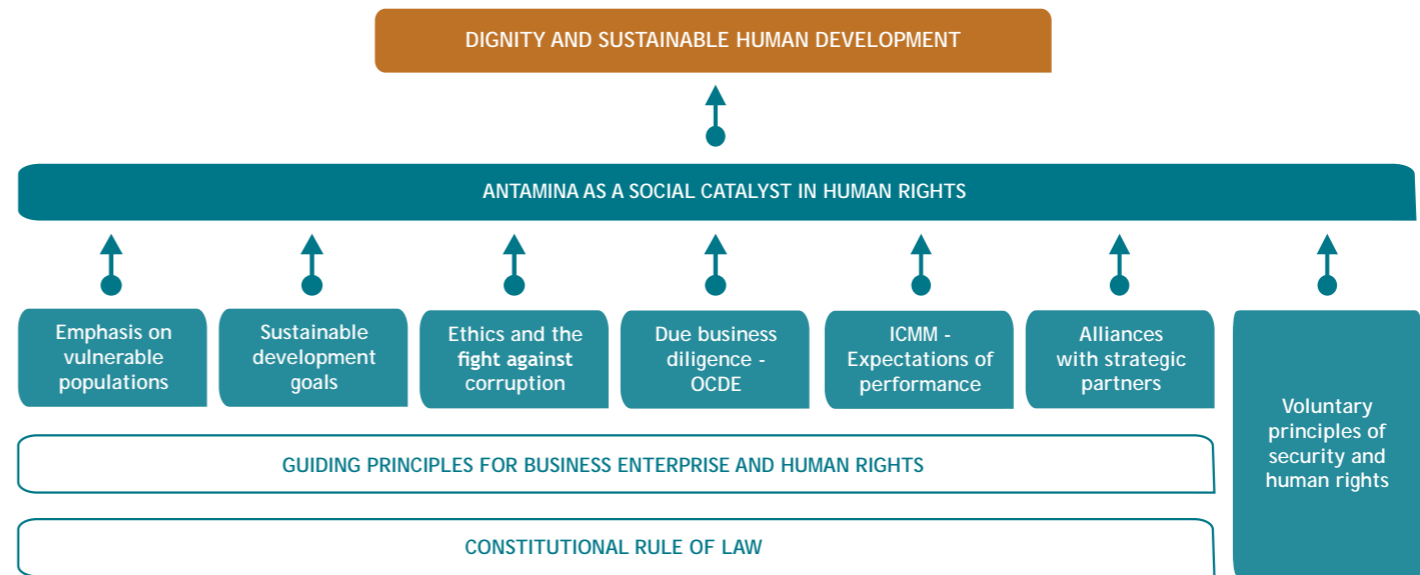 DIGNITY AND SUSTAINABLE HUMAN DEVELOPMENT
ANTAMINA AS A SOCIAL CATALYST IN HUMAN RIGHTS
Emphasis on
vulnerable
populations
Sustainable
development
goals
Ethics and the
fight against
corruption
Due business
diligence -
OCDE
ICMM -
Expectations of
performance
Alliances
with strategic
partners
Voluntary
principles of
security and
human rights
GUIDING PRINCIPLES FOR BUSINESS ENTERPRISE AND HUMAN RIGHTS
CONSTITUTIONAL RULE OF LAW